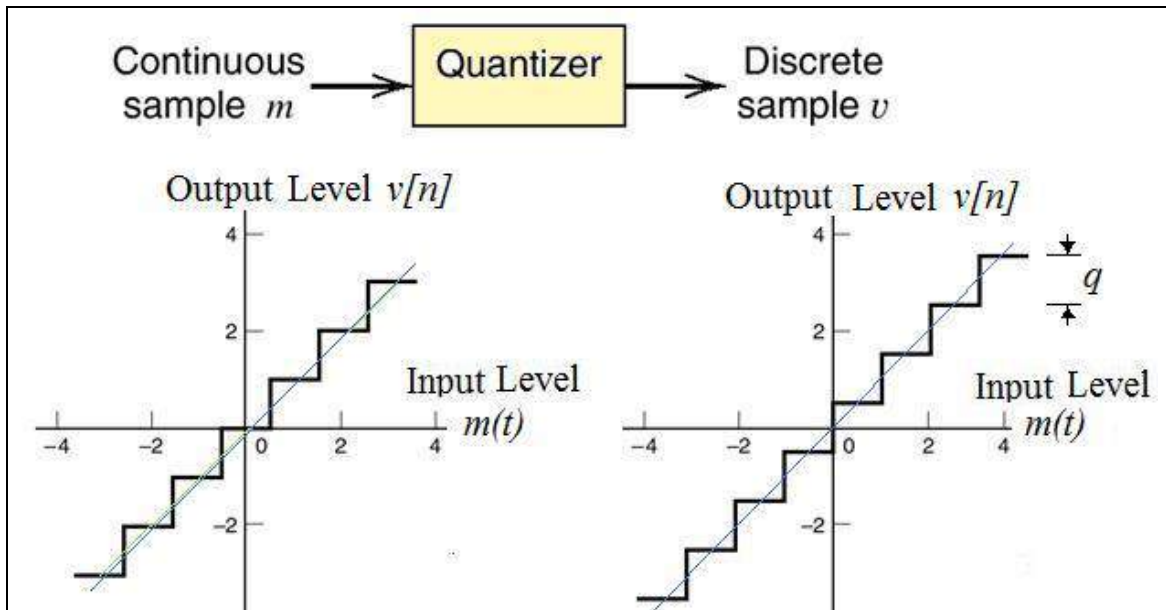 Continuous
sample m
Quantizer
Discrete
sample v
Output Level v[n]
4
2
Input Level
m(t)
−4
−2
0
2
4
−2
Output Level v[n]
4
2
q
Input Level
m(t)
−4
−2
0
2
4
−2